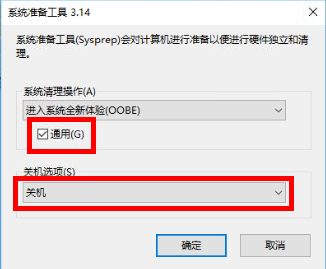 系统准备工具 3.14
系统准备工具(Sysprep)会对计算机进行准备以便进行硬件独立和清
理。
系统清理操作(A)
进入系统全新体验(OOBE)
通用(G)
关机选项(S)
关机
确定
取消